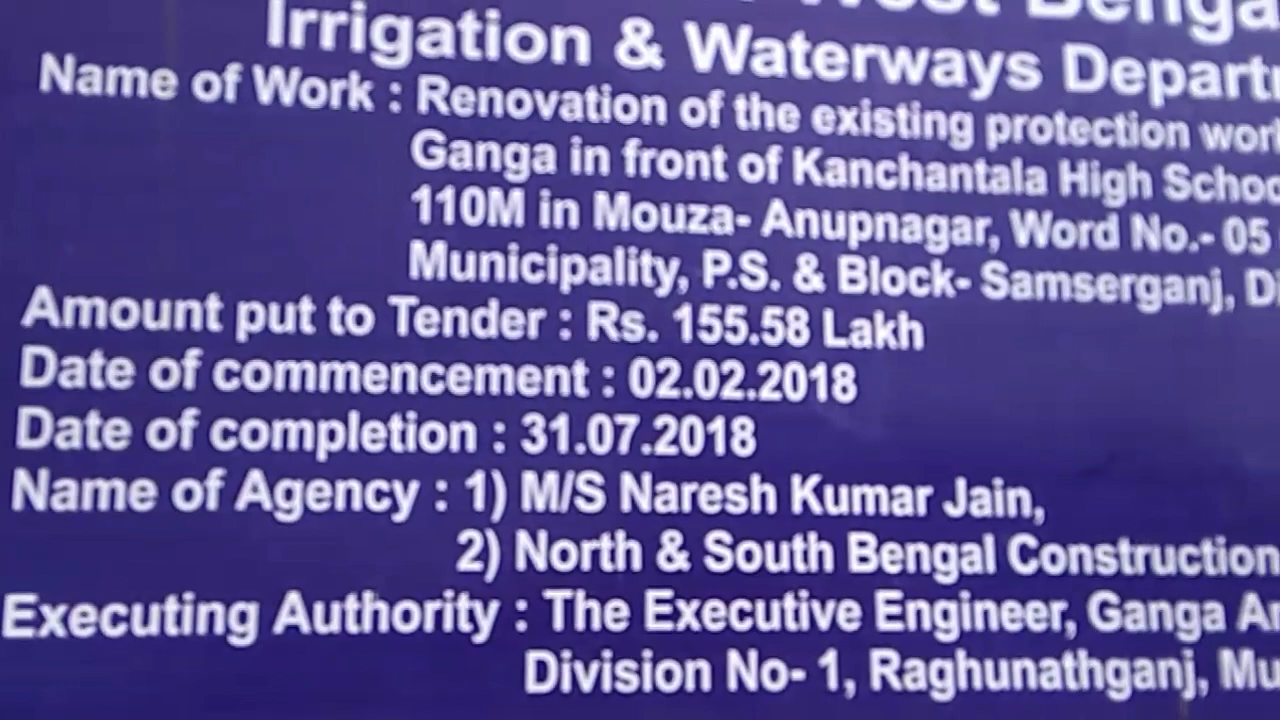 West Benga
Irrigation & Waterways Depart
Name of Work : Renovation of the existing protection wor
Ganga in front of Kanchantala High Schoo
110M in Mouza- Anupnagar, Word No.- 05
Municipality, P.S. & Block- Samserganj, D
Amount put to Tender : Rs. 155.58 Lakh
Date of commencement : 02.02.2018
Date of completion : 31.07.2018
Name of Agency : 1) M/S Naresh Kumar Jain,
2) North & South Bengal Construction
Executing Authority : The Executive Engineer, Ganga A
Division No- 1, Raghunathganj, Mu